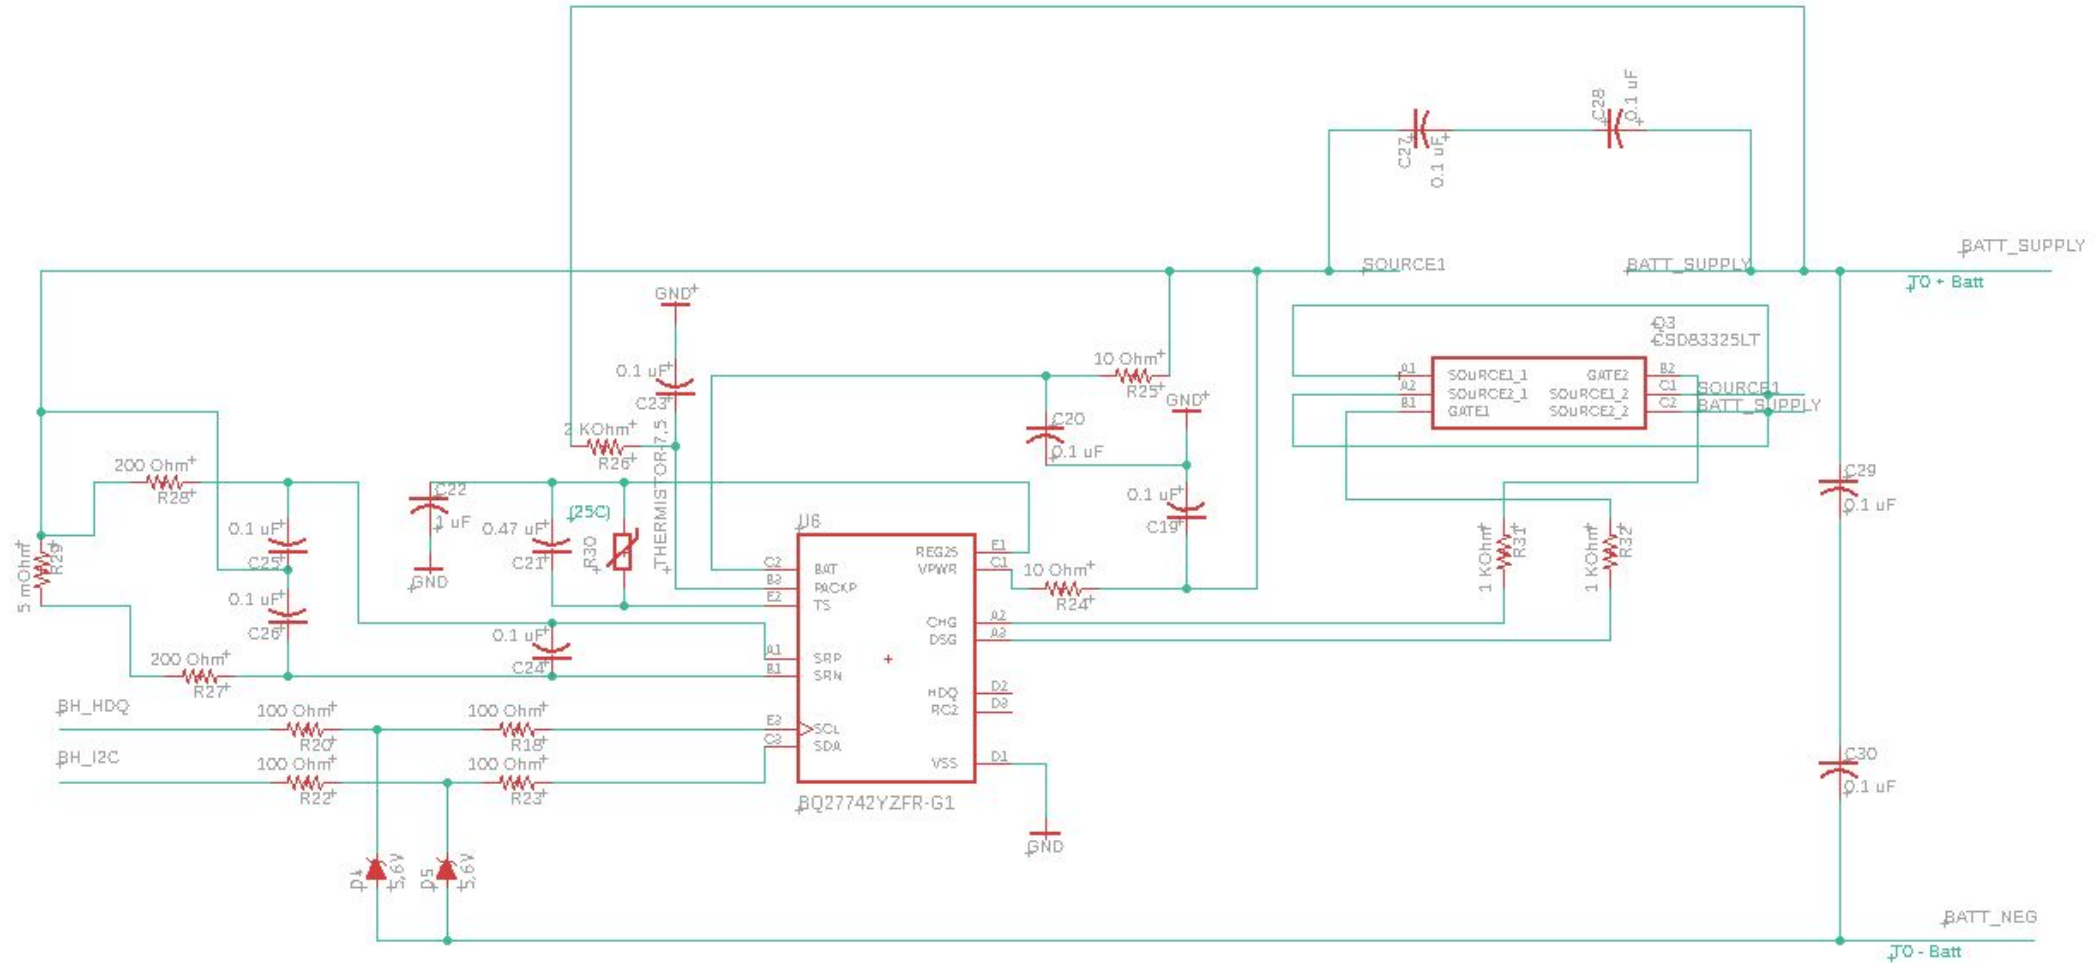 C28
0.1 uF
C27
0.1 uF
BATT_SUPPLY
SOURCE1
BATT_SUPPLY
TO + Batt
GND
Q3
CSD83325LT
0.1 uF
C23
10 Ohm
R25
GND
A1
SOURCE1_1
GATE2
B2
A2
SOURCE2_1
SOURCE1_2
C1
SOURCE1
B1
GATE1
SOURCE2_2
C2
BATT_SUPPLY
2 KOhm
R26
THERMISTOR-7,5
C20
0.1 uF
200 Ohm
R28
C22
1 uF
0.1 uF
C19
C29
0.1 uF
(25C)
0.1 uF
C25
0.47 uF
C21
R30
U6
R29
5 mOhm
GND
REG25
E1
C2
BAT
VPWR
C1
10 Ohm
R24
B3
PACKP
E2
TS
1 KOhm
R31
1 KOhm
R32
0.1 uF
C26
0.1 uF
C24
CHG
A2
DSG
A3
200 Ohm
R27
A1
SRP
B1
SRN
HDQ
D2
RC2
D3
BH_HDQ
100 Ohm
R20
100 Ohm
R18
E3
SCL
C3
SDA
BH_I2C
100 Ohm
R22
100 Ohm
R23
VSS
D1
C30
0.1 uF
BQ27742YZFR-G1
GND
D4
5,6V
D5
5,6V
BATT_NEG
TO - Batt